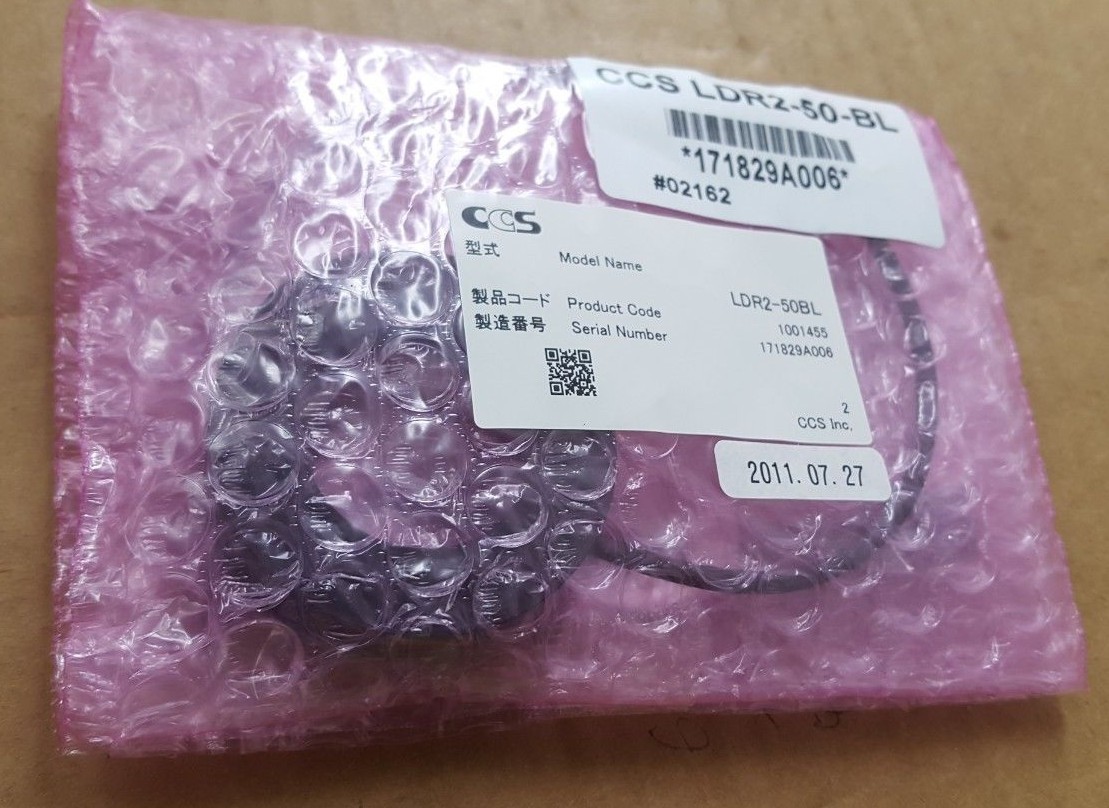 CCS LDR2-50-BL
*171829A006*
#02162
CCS
型式 Model Name LDR2-50BL
製品コード Product Code 1001455
製造番号 Serial Number 171829A006
2
CCS Inc.
2011.07.27